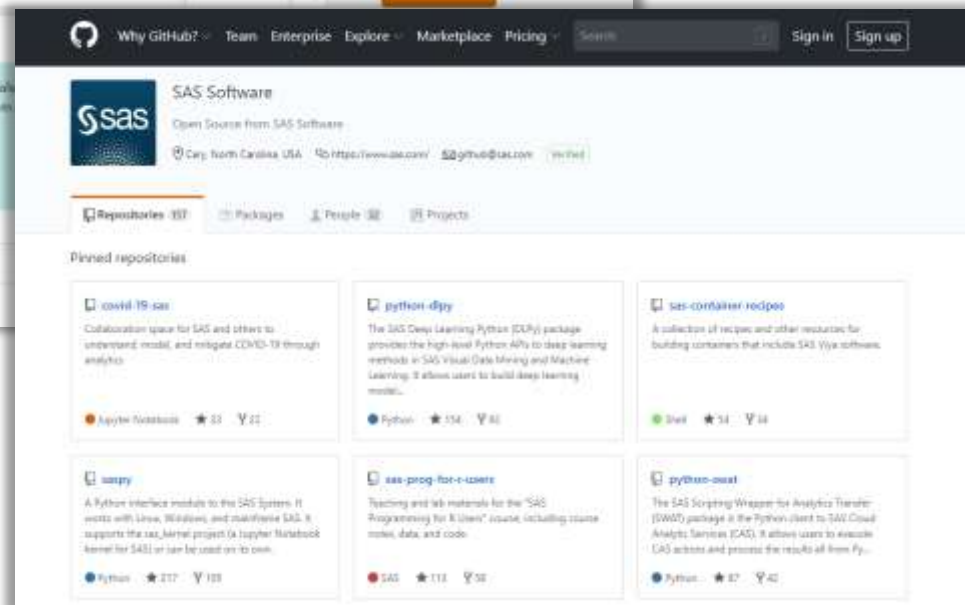 Why GitHub?
Team
Enterprise
Explore
Marketplace
Pricing
Search
Sign in
Sign up
sas
SAS Software
Open Source from SAS Software
Cary, North Carolina USA
https://www.sas.com/
github@sas.com
Verified
Repositories 157
Packages
People
Projects
Pinned repositories
covid-19-sas
Collaboration space for SAS and others to
understand, model, and mitigate COVID-19 through
analytics
Jupyter Notebook
python-dlpy
The SAS Deep Learning Python (DLPy) package
provides the high-level Python APIs to deep learning
methods in SAS Visual Data Mining and Machine
Learning. It allows users to build deep learning
model...
Python 154
sas-container-recipes
A collection of recipes and other resources for
building containers that include SAS Viya software.
Shell 54
saspy
A Python interface module to the SAS System. It
works with Linux, Windows, and mainframe SAS. It
supports the sas_kernel project (a Jupyter Notebook
kernel for SAS) or can be used on its own.
Python 217
sas-prog-for-r-users
Teaching and lab materials for the "SAS
Programming for R Users" course, including course
notes, data, and code.
SAS 113
python-swat
The SAS Scripting Wrapper for Analytics Transfer
(SWAT) package is the Python client to SAS Cloud
Analytic Services (CAS). It allows users to execute
CAS actions and process the results all from Py...
Python 87 42